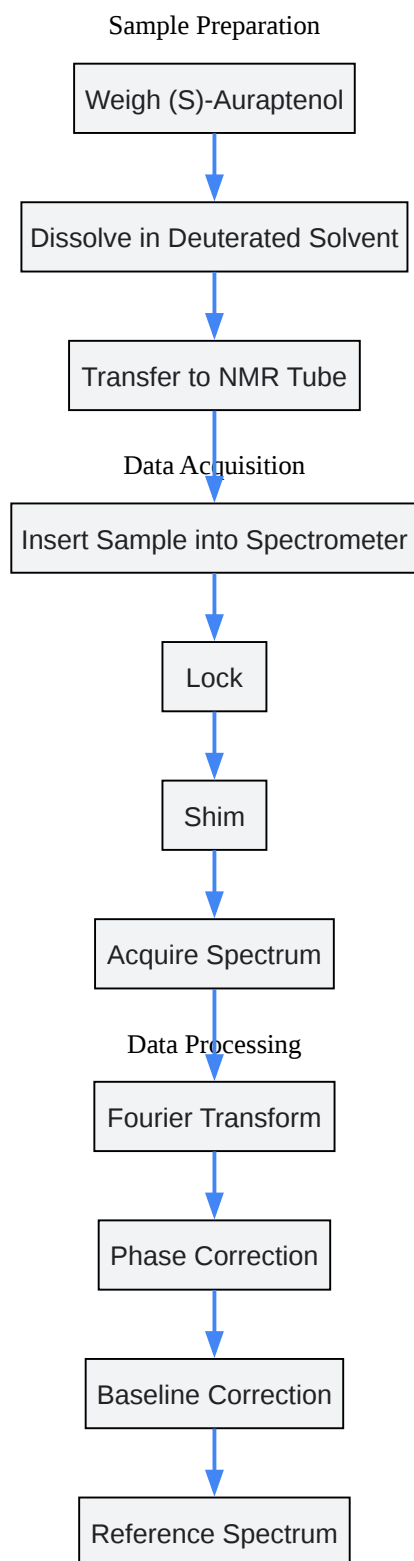 Sample Preparation
Weigh (S)-Auraptenol
Dissolve in Deuterated Solvent
Transfer to NMR Tube
Data Acquisition
Insert Sample into Spectrometer
Lock
Shim
Acquire Spectrum
Data Processing
Fourier Transform
Phase Correction
Baseline Correction
Reference Spectrum